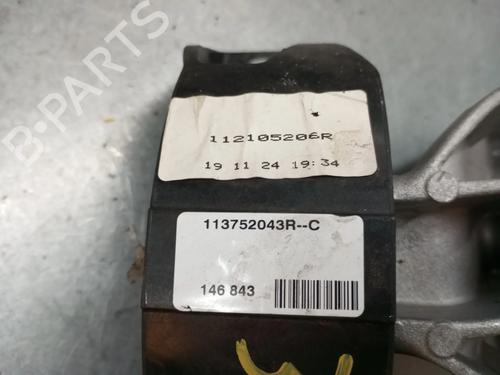 B-PARTS
112105206R
19 11 24 19:34
113752043R--C
146 843